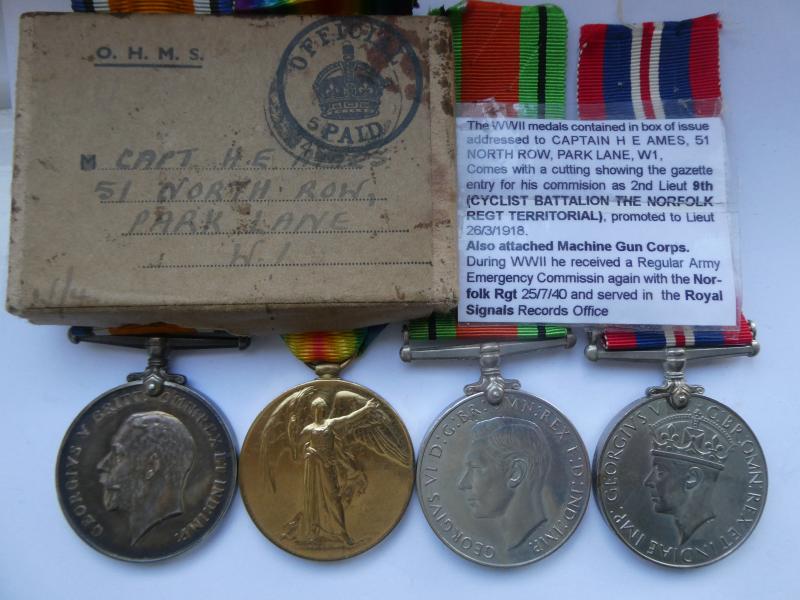 O. H. M. S.
OFFICIAL
PAID
CAPT H.E AMES
51 NORTH ROW,
PARK LANE
W.1
The WWII medals contained in box of issue
addressed to CAPTAIN H E AMES, 51
NORTH ROW, PARK LANE, W1,
Comes with a cutting showing the gazette
entry for his commision as 2nd Lieut 9th
(CYCLIST BATTALION THE NORFOLK
REGT TERRITORIAL), promoted to Lieut
26/3/1918.
Also attached Machine Gun Corps.
During WWII he received a Regular Army
Emergency Commissin again with the Nor-
folk Rgt 25/7/40 and served in the Royal
Signals Records Office
GEORGIVS V BRITT: OMN: REX ET IND: IMP:
GEORGIVS VI D: G: BR: OMN: REX F: D: IND: IMP.
GEORGIVS VI D: G: BR. OMN: REX ET INDIAE IMP: